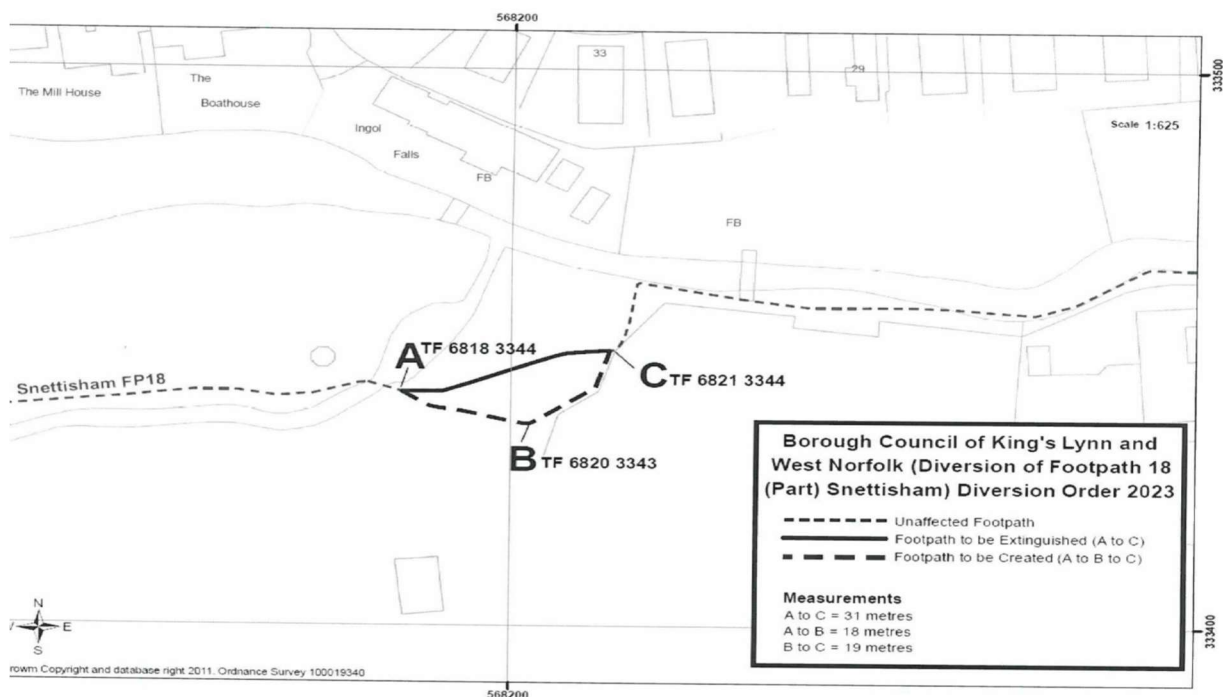 568200
333500
The Mill House
The
Boathouse
33
29
Scale 1:625
Ingol
Falls
FB
FB
A TF 6818 3344
Snettisham FP18
C TF 6821 3344
B TF 6820 3343
Borough Council of King's Lynn and
West Norfolk (Diversion of Footpath 18
(Part) Snettisham) Diversion Order 2023
Unaffected Footpath
Footpath to be Extinguished (A to C)
Footpath to be Created (A to B to C)
Measurements
A to C = 31 metres
A to B = 18 metres
B to C = 19 metres
N
E
S
333400
rown Copyright and database right 2011. Ordnance Survey 100019340
568200